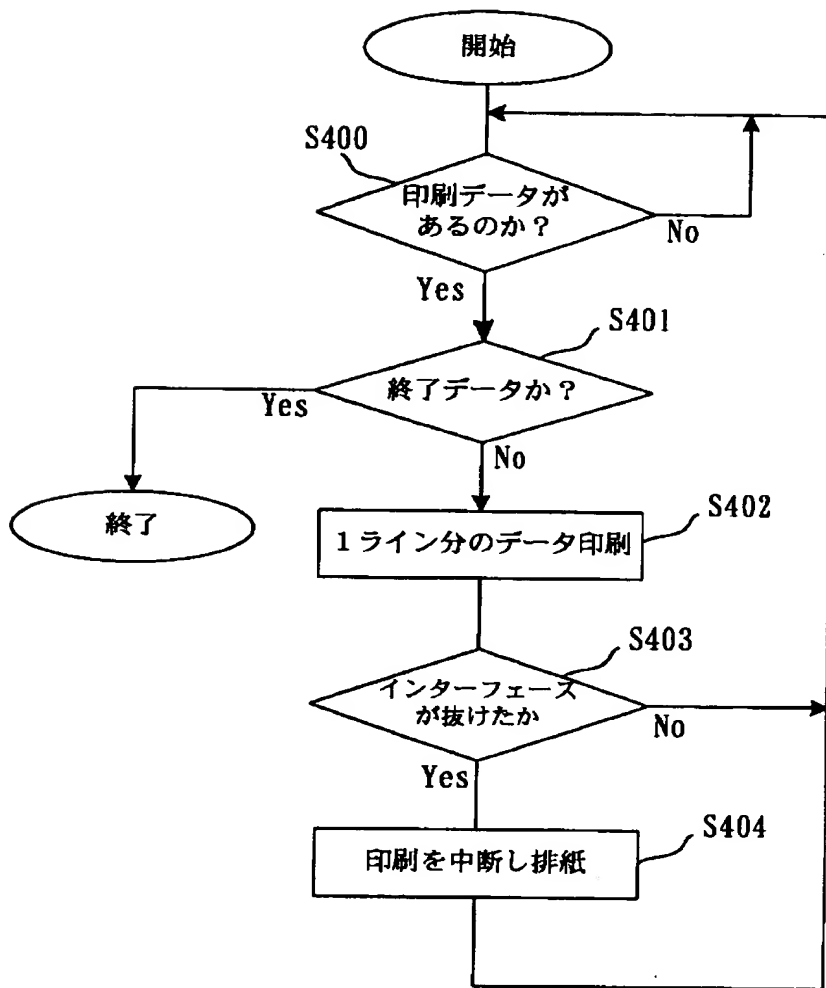 開始
S400
印刷データが
あるのか？
No
Yes
S401
終了データか？
Yes
No
終了
S402
１ライン分のデータ印刷
S403
インターフェーズ
が抜けたか
No
Yes
S404
印刷を中断し排紙